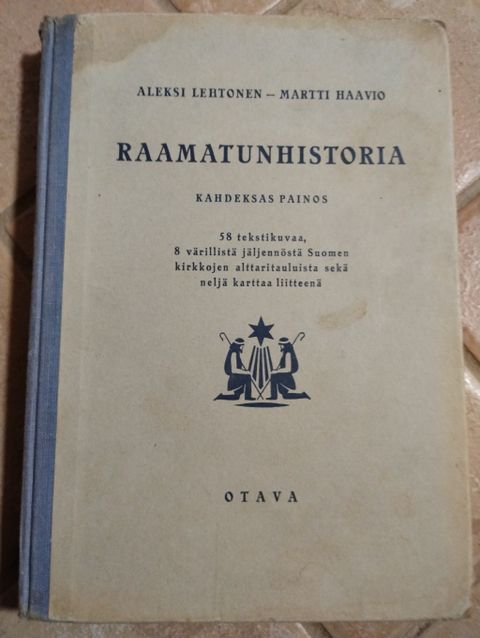 ALEKSI LEHTONEN – MARTTI HAAVIO
RAAMATUNHISTORIA
KAHDEKSAS PAINOS
58 tekstikuvaa,
8 värillistä jäljennöstä Suomen
kirkkojen alttaritauluista sekä
neljä karttaa liitteenä
OTAVA